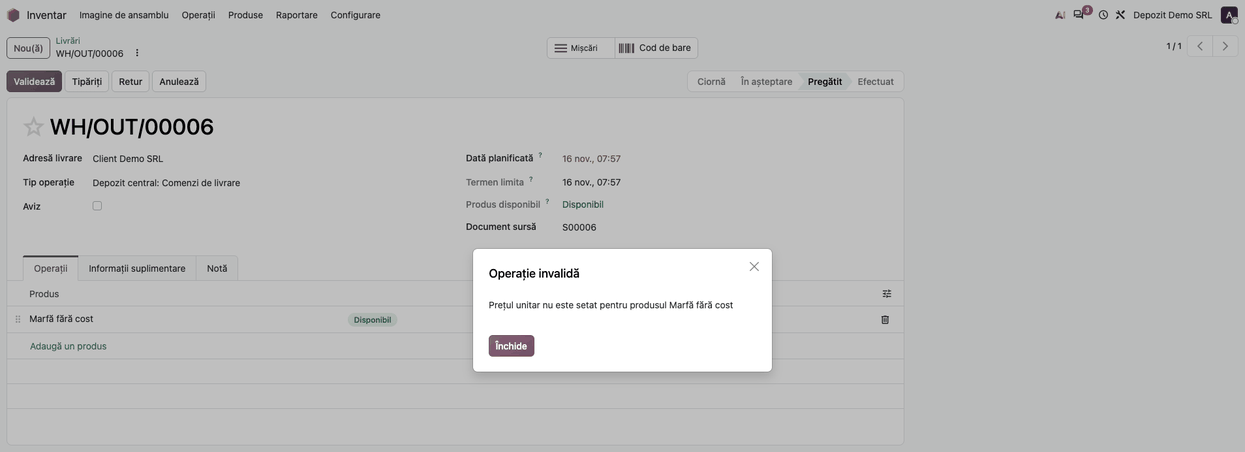 Inventar Imagine de ansamblu Operații Produse Raportare Configurare 3 Depozit Demo SRL A
Nou(ă) Livrări
WH/OUT/00006 Mișcări Cod de bare 1 / 1
Validează Tipăriți Retur Anulează Ciornă În așteptare Pregătit Efectuat
WH/OUT/00006
Adresă livrare Client Demo SRL Dată planificată ? 16 nov., 07:57
Tip operație Depozit central: Comenzi de livrare Termen limita ? 16 nov., 07:57
Aviz Produs disponibil ? Disponibil
Document sursă S00006
Operații Informații suplimentare Notă
Operație invalidă
Produs
Prețul unitar nu este setat pentru produsul Marfă fără cost
Marfă fără cost Disponibil
Adaugă un produs Închide